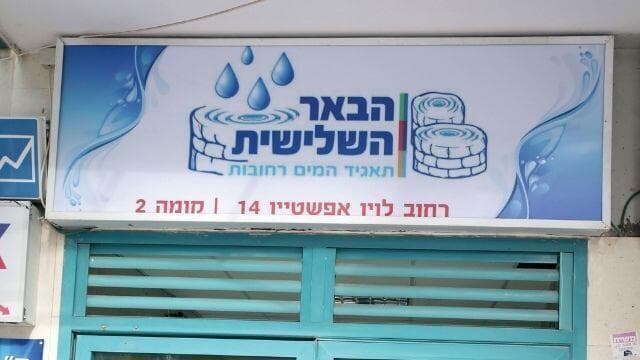 הבאר
השלישית
תאגיד המים רחובות
רחוב לוין אפשטיין 14 | קומה 2